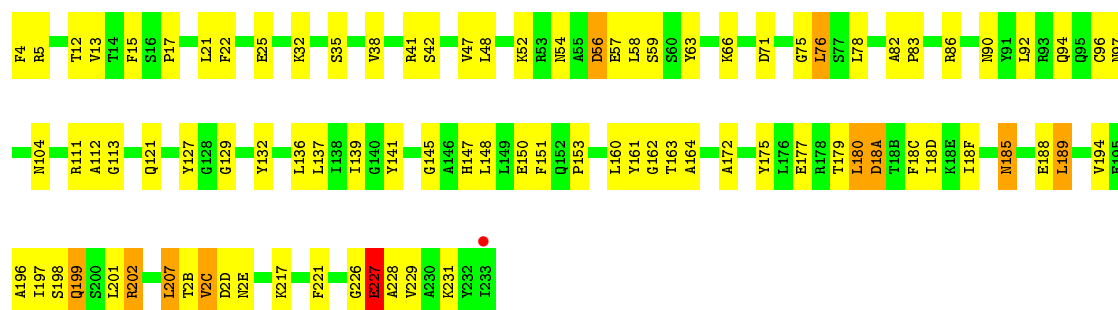 F4 R5 T12 V13 T14 F15 S16 P17 L21 F22 E25 K32 S35 V38 R41 S42 V47 L48 K52 R53 N54 A55 D56 E57 L58 S59 S60 Y63 K66 D71 G75 L76 S77 L78 A82 P83 R86 N90 Y91 L92 R93 Q94 Q95 C96 N97
N104 R111 A112 G113 Q121 Y127 G128 G129 Y132 L136 L137 I138 I139 G140 Y141 G145 A146 H147 L148 L149 E150 F151 Q152 P153 L160 Y161 G162 T163 A164 A172 Y175 L176 E177 R178 T179 L180 D18A T18B F18C I18D K18E I18F N185 E188 L189 V194 E195
A196 I197 S198 Q199 S200 L201 R202 L207 T2B V2C D2D N2E K217 F221 G226 E227 A228 V229 A230 K231 Y232 I233